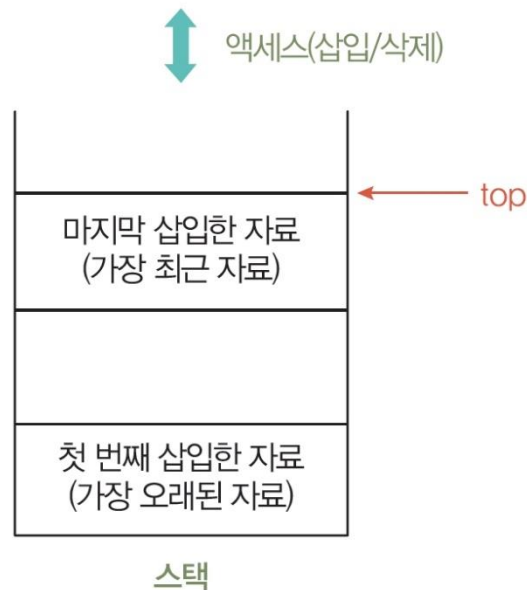 액세스(삽입/삭제)
top
마지막 삽입한 자료
(가장 최근 자료)
첫 번째 삽입한 자료
(가장 오래된 자료)
스택